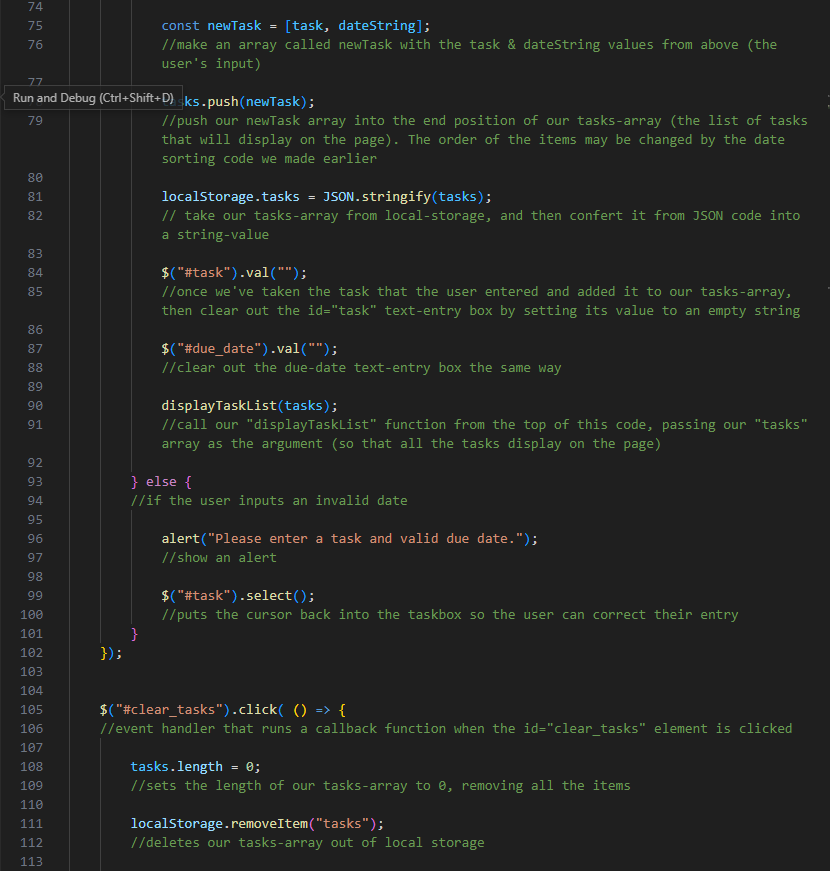 74
75 const newTask = [task, dateString];
76 //make an array called newTask with the task & dateString values from above (the
user's input)
77
Run and Debug (Ctrl+Shift+D) ks.push(newTask);
79 //push our newTask array into the end position of our tasks-array (the list of tasks
that will display on the page). The order of the items may be changed by the date
sorting code we made earlier
80
81 localStorage.tasks = JSON.stringify(tasks);
82 // take our tasks-array from local-storage, and then confert it from JSON code into
a string-value
83
84 $("#task").val("");
85 //once we've taken the task that the user entered and added it to our tasks-array,
then clear out the id="task" text-entry box by setting its value to an empty string
86
87 $("#due_date").val("");
88 //clear out the due-date text-entry box the same way
89
90 displayTaskList(tasks);
91 //call our "displayTaskList" function from the top of this code, passing our "tasks"
array as the argument (so that all the tasks display on the page)
92
93 } else {
94 //if the user inputs an invalid date
95
96 alert("Please enter a task and valid due date.");
97 //show an alert
98
99 $("#task").select();
100 //puts the cursor back into the taskbox so the user can correct their entry
101 }
102 });
103
104
105 $("#clear_tasks").click( () => {
106 //event handler that runs a callback function when the id="clear_tasks" element is clicked
107
108 tasks.length = 0;
109 //sets the length of our tasks-array to 0, removing all the items
110
111 localStorage.removeItem("tasks");
112 //deletes our tasks-array out of local storage
113